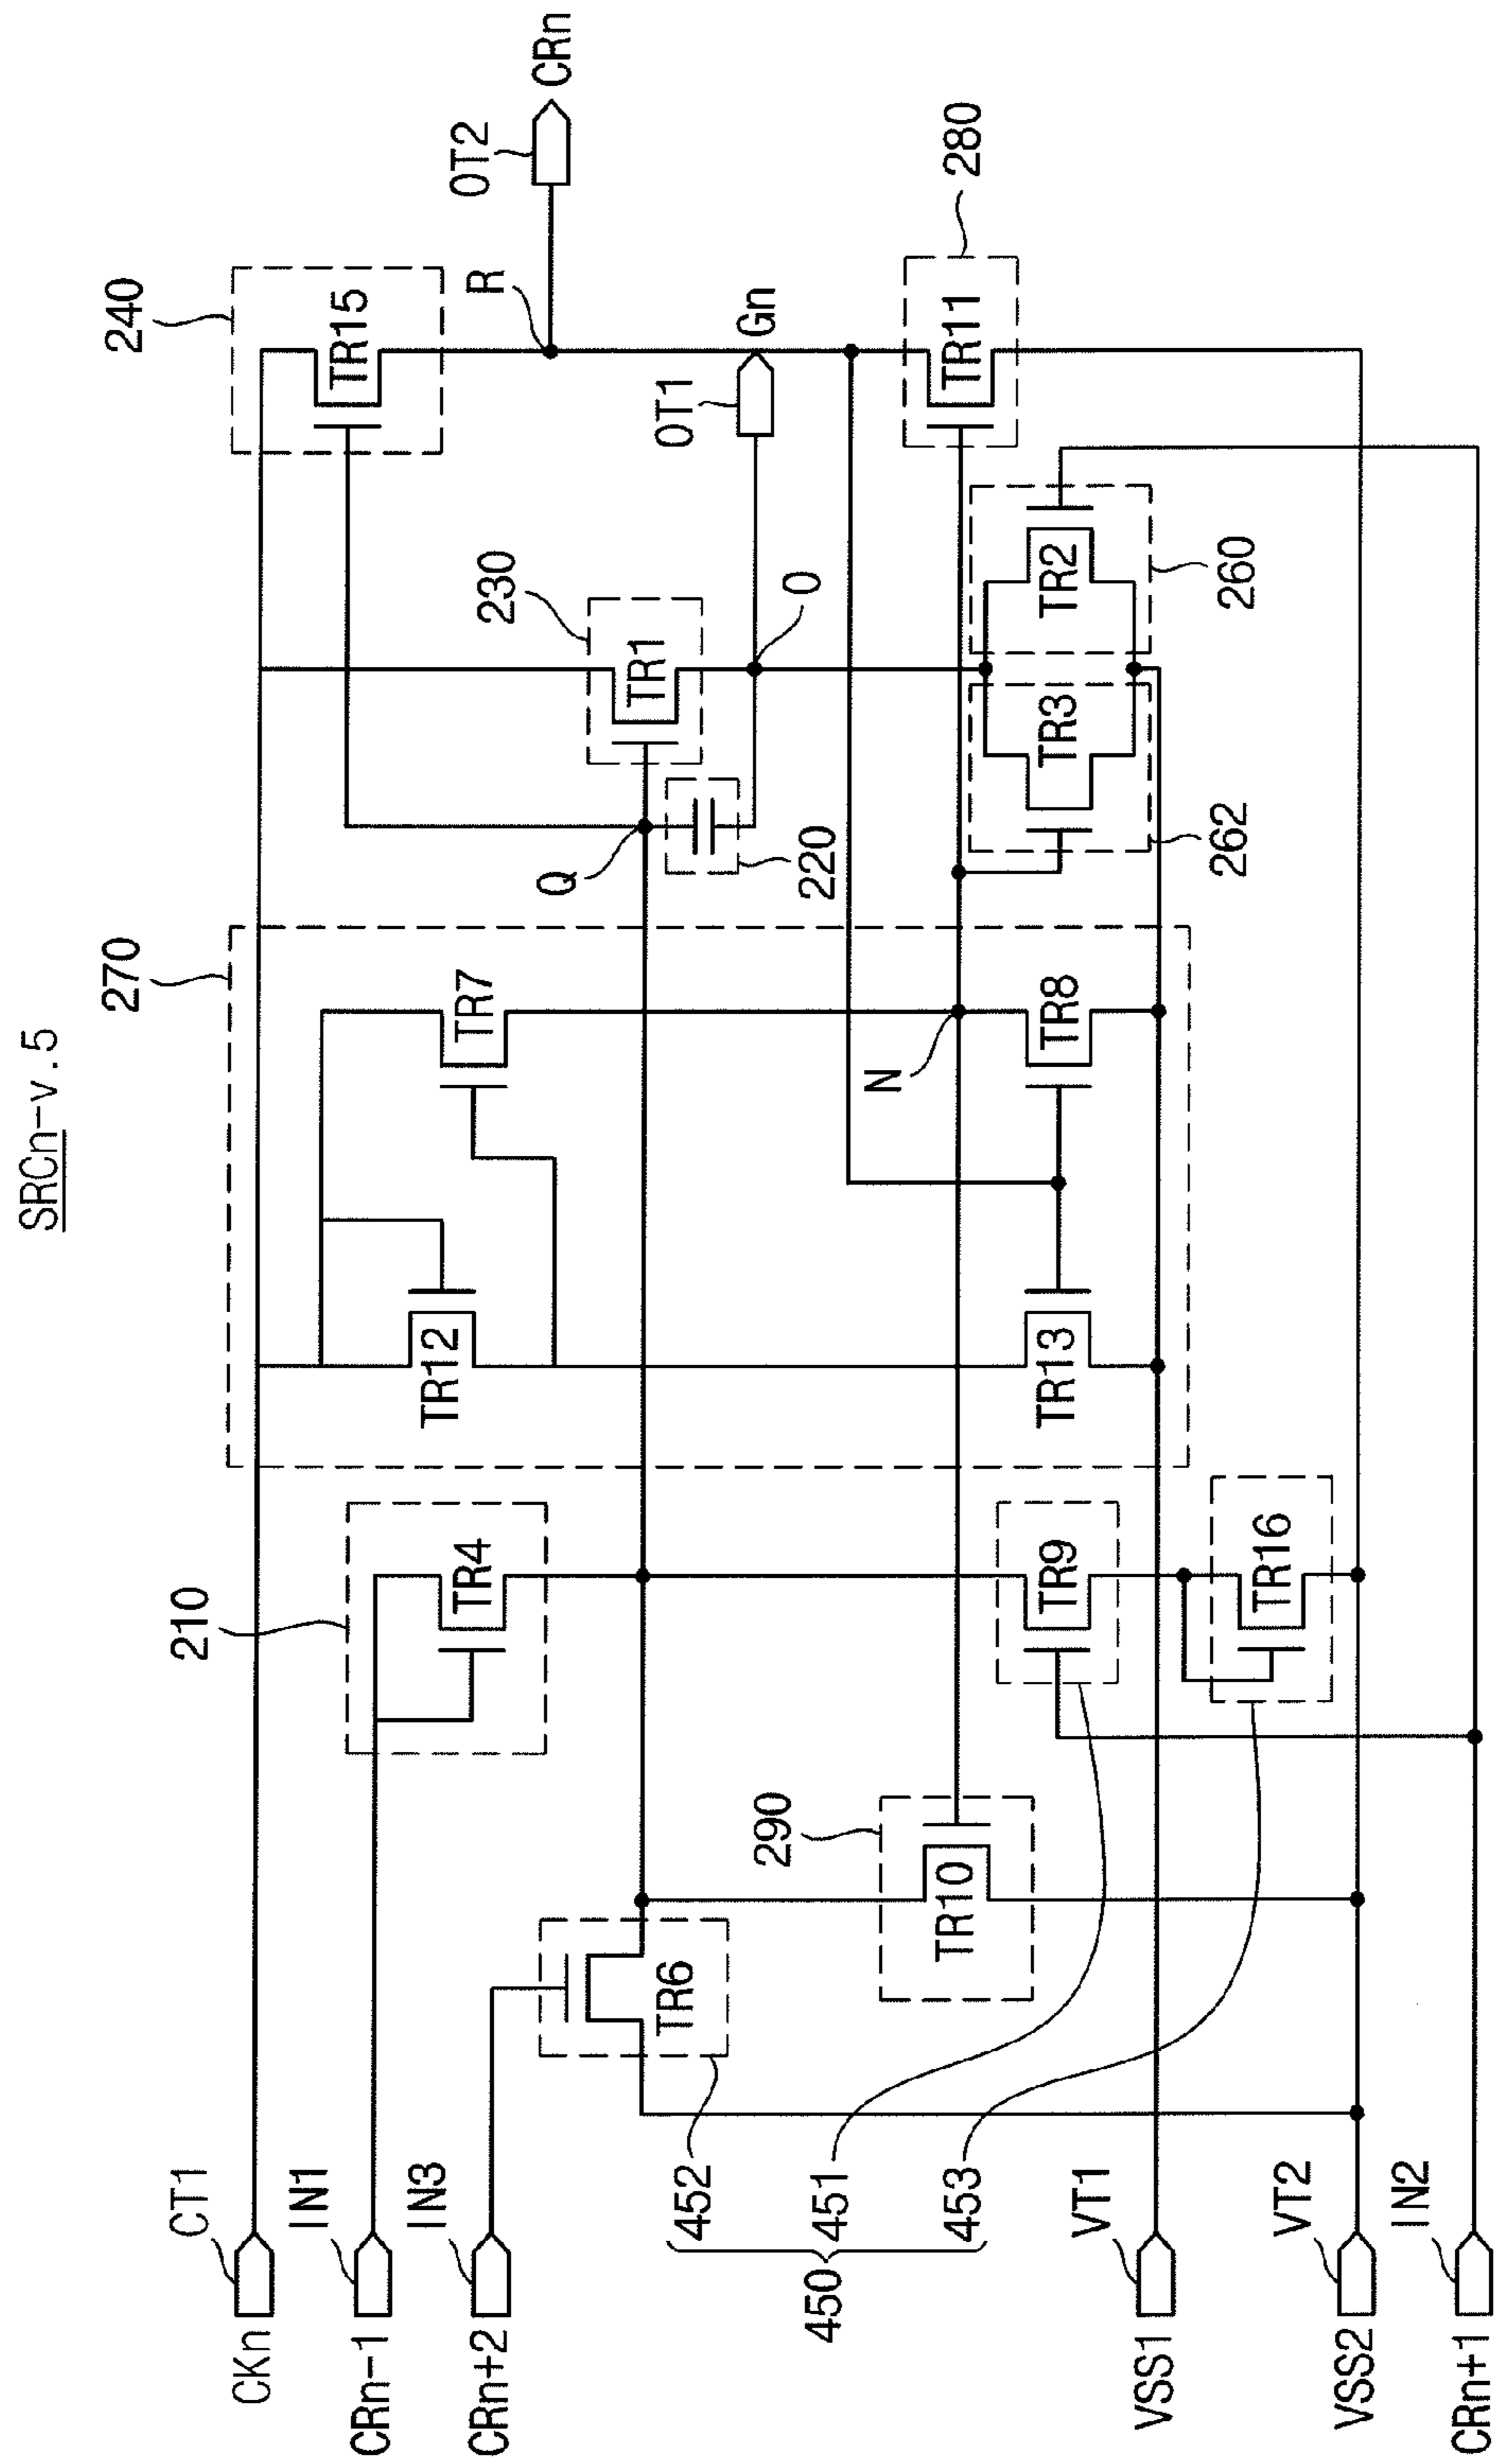 SRCn-v.5
270
240
210
230
290
220
262
260
280
CT1
CKn
IN1
CRn-1
IN3
CRn+2
452
451
453
450
VT1
VSS1
VT2
VSS2
IN2
CRn+1
TR12
TR7
TR15
TR4
TR1
TR6
TR10
TR9
TR16
TR13
TR8
TR3
TR2
TR11
Q
O
N
R
OT2
CRn
OT1
Gn